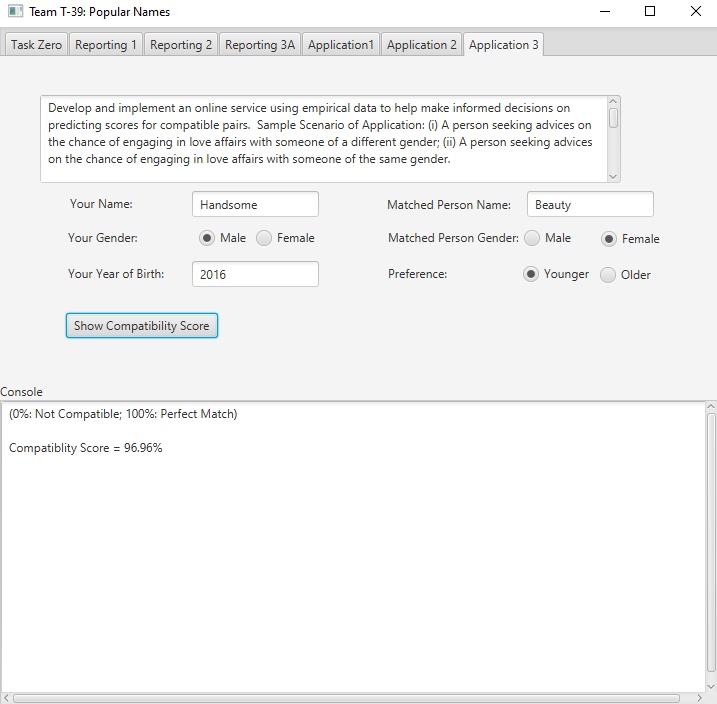 Team T-39: Popular Names
Task Zero Reporting 1 Reporting 2 Reporting 3A Application1 Application 2 Application 3
Develop and implement an online service using empirical data to help make informed decisions on
predicting scores for compatible pairs. Sample Scenario of Application: (i) A person seeking advices on
the chance of engaging in love affairs with someone of a different gender; (ii) A person seeking advices
on the chance of engaging in love affairs with someone of the same gender.
Your Name: Handsome Matched Person Name: Beauty
Your Gender: Male Female Matched Person Gender: Male Female
Your Year of Birth: 2016 Preference: Younger Older
Show Compatibility Score
Console
(0%: Not Compatible; 100%: Perfect Match)
Compatiblity Score = 96.96%